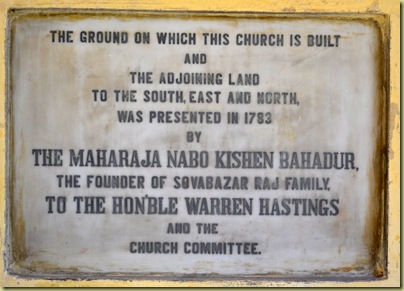 THE GROUND ON WHICH THIS CHURCH IS BUILT
AND
THE ADJOINING LAND
TO THE SOUTH, EAST AND NORTH,
WAS PRESENTED IN 1783
BY
THE MAHARAJA NABO KISHEN BAHADUR,
THE FOUNDER OF SOVABAZAR RAJ FAMILY,
TO THE HON'BLE WARREN HASTINGS
AND THE
CHURCH COMMITTEE.